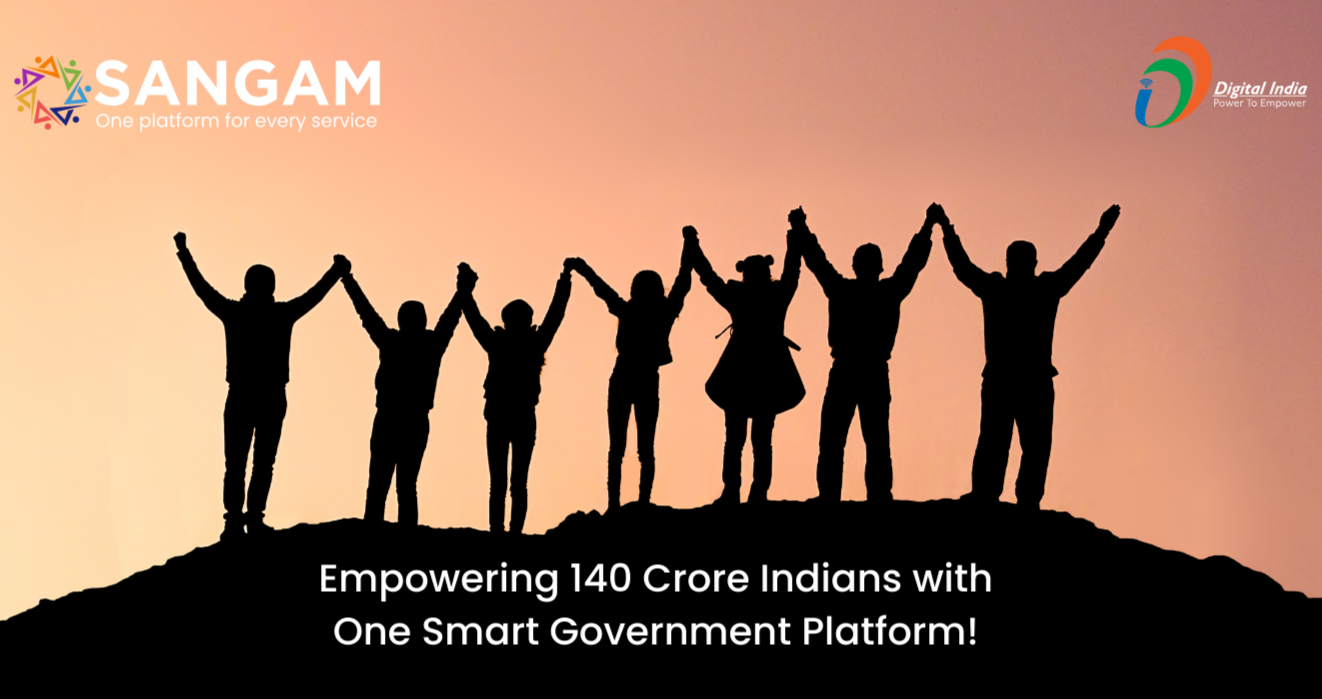 SANGAM
One platform for every service
Digital India
Power To Empower
Empowering 140 Crore Indians with
One Smart Government Platform!